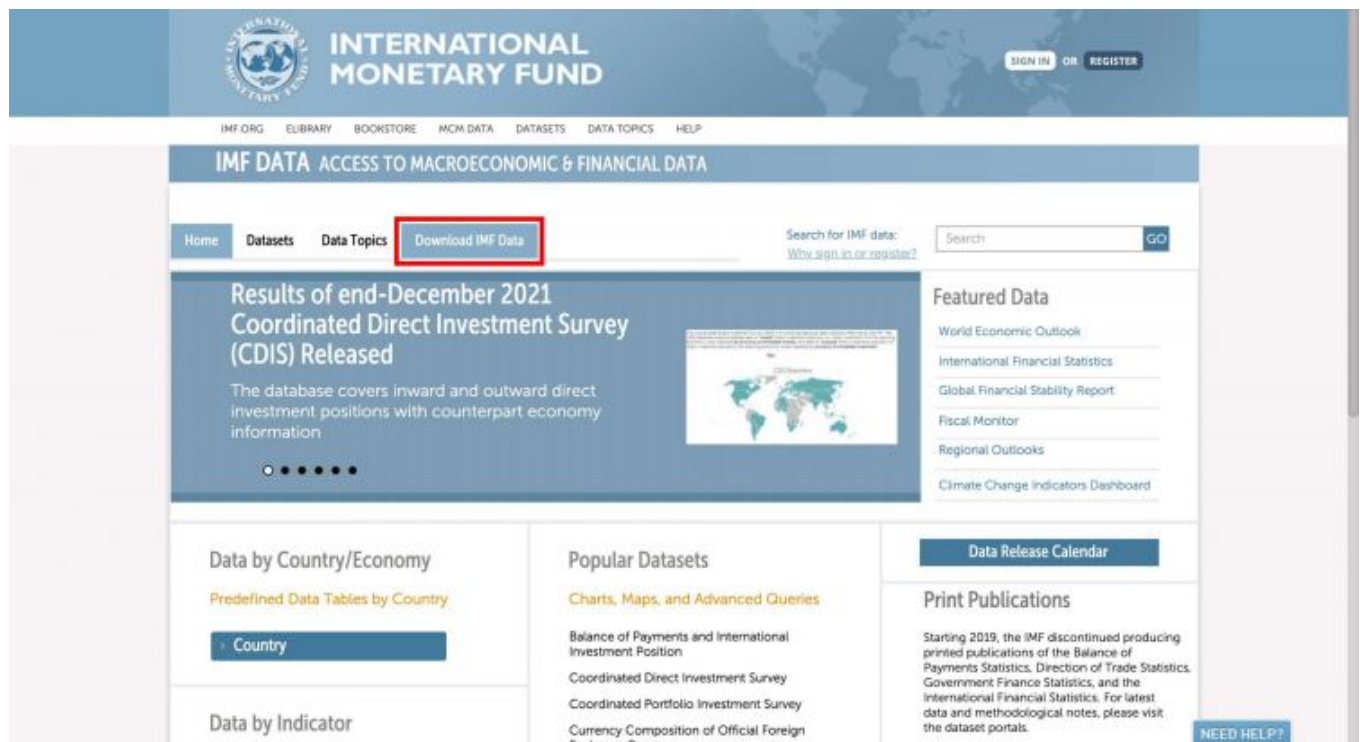 INTERNATIONAL
MONETARY FUND
SIGN IN OR REGISTER
IMF.ORG ELIBRARY BOOKSTORE MCM DATA DATASETS DATA TOPICS HELP
IMF DATA ACCESS TO MACROECONOMIC & FINANCIAL DATA
Home Datasets Data Topics Download IMF Data
Search for IMF data:
Why sign in or register?
Search GO
Results of end-December 2021
Coordinated Direct Investment Survey
(CDIS) Released
The database covers inward and outward direct
investment positions with counterpart economy
information
Featured Data
World Economic Outlook
International Financial Statistics
Global Financial Stability Report
Fiscal Monitor
Regional Outlooks
Climate Change Indicators Dashboard
Data by Country/Economy
Predefined Data Tables by Country
Country
Data by Indicator
Popular Datasets
Charts, Maps, and Advanced Queries
Balance of Payments and International
Investment Position
Coordinated Direct Investment Survey
Coordinated Portfolio Investment Survey
Currency Composition of Official Foreign
Data Release Calendar
Print Publications
Starting 2019, the IMF discontinued producing
printed publications of the Balance of
Payments Statistics, Direction of Trade Statistics,
Government Finance Statistics, and the
International Financial Statistics. For latest
data and methodological notes, please visit
the dataset portals.
NEED HELP?